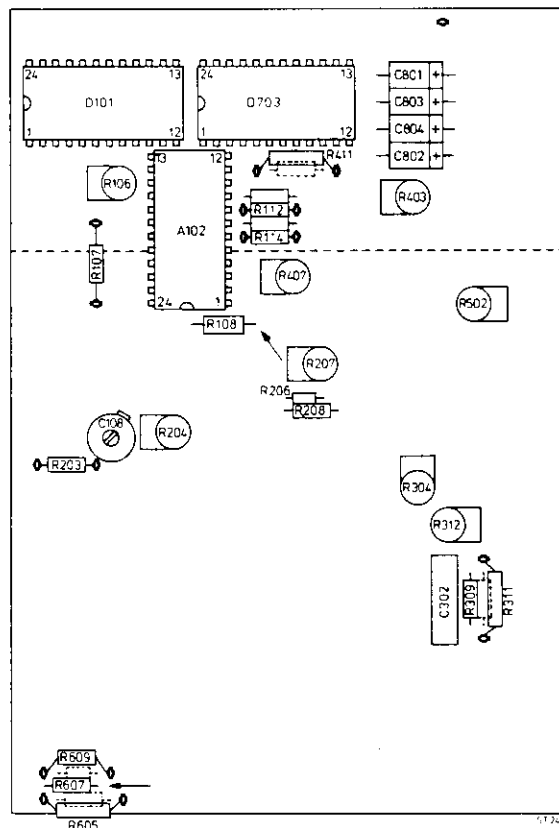 24 13
24 13
D101
D703
1 12
1 12
C801 +
C803 +
C804 +
C802 +
13 12
R411
R106
R112
R403
A102
R114
R107
R407
24 1
R502
R108
R207
R206
R208
C108
R204
R203
R304
R312
C302
R309
R311
R609
R607
R605